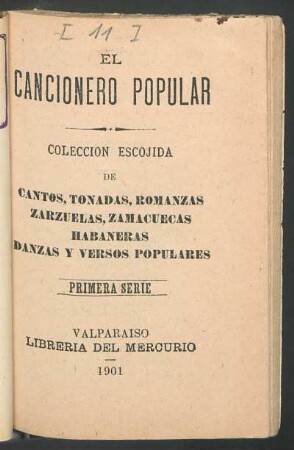 [11]
EL
CANCIONERO POPULAR
COLECCION ESCOJIDA
DE
CANTOS, TONADAS, ROMANZAS
ZARZUELAS, ZAMACUECAS
HABANERAS
DANZAS Y VERSOS POPULARES
PRIMERA SERIE
VALPARAISO
LIBRERIA DEL MERCURIO
1901